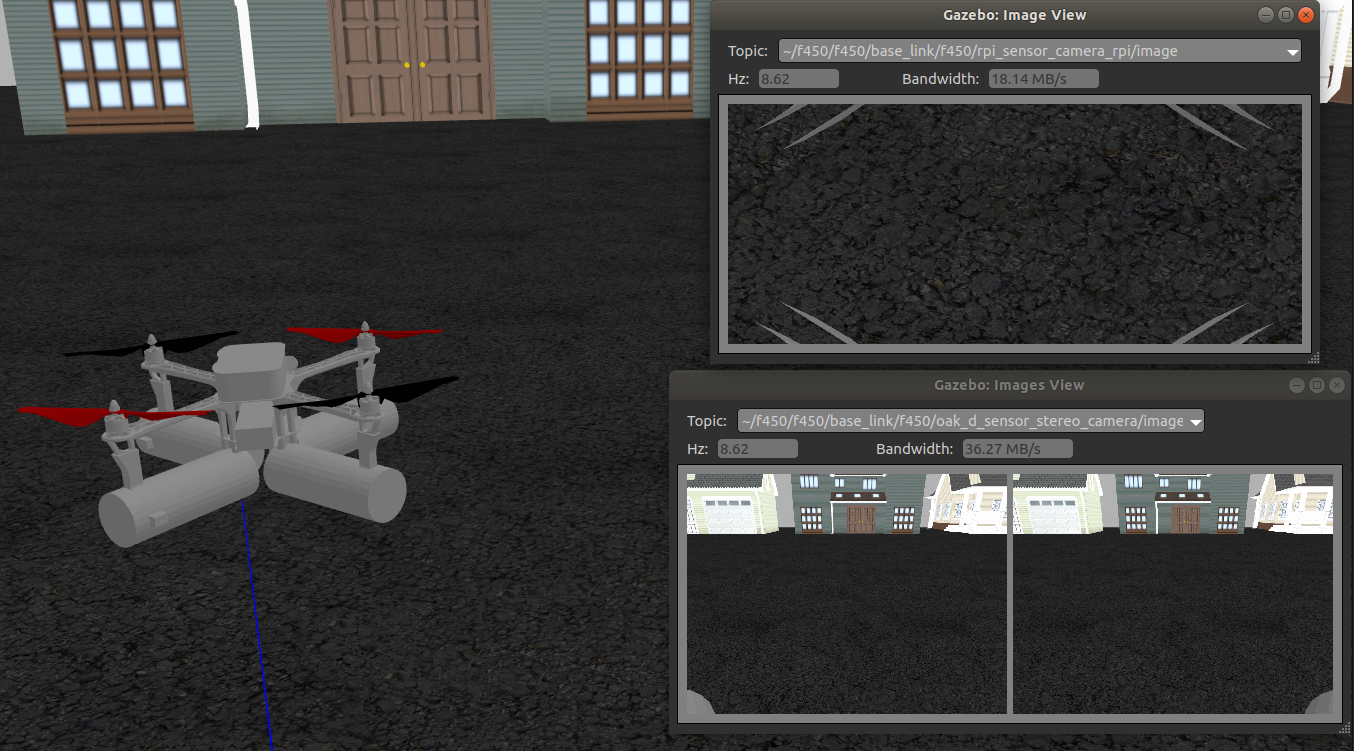 Gazebo: Image View
Topic: ~/f450/f450/base_link/f450/rpi_sensor_camera_rpi/image
Hz: 8.62 Bandwidth: 18.14 MB/s
Gazebo: Images View
Topic: ~/f450/f450/base_link/f450/oak_d_sensor_stereo_camera/image
Hz: 8.62 Bandwidth: 36.27 MB/s